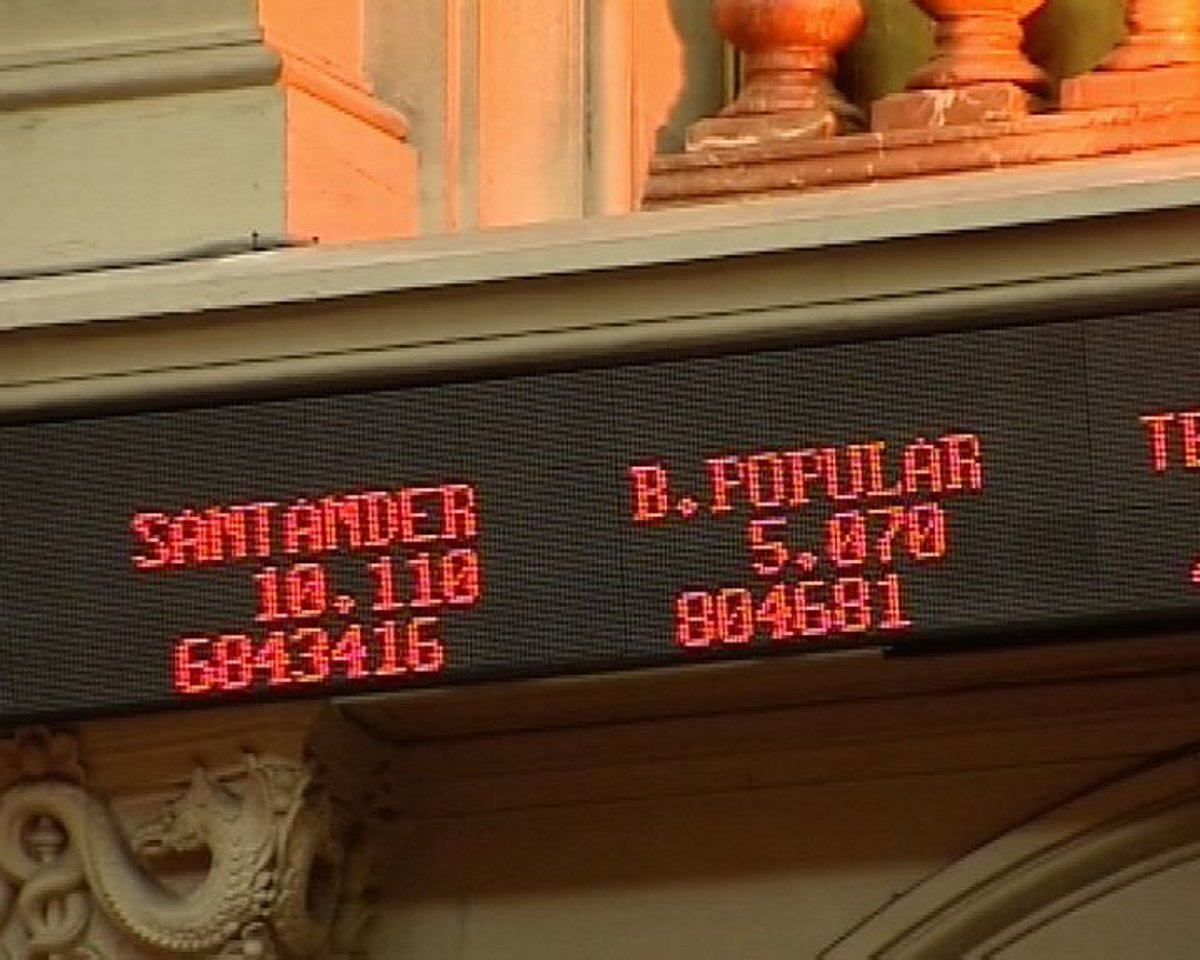 SANTANDER
10.110
6843416
B.POPULAR
5.070
804681